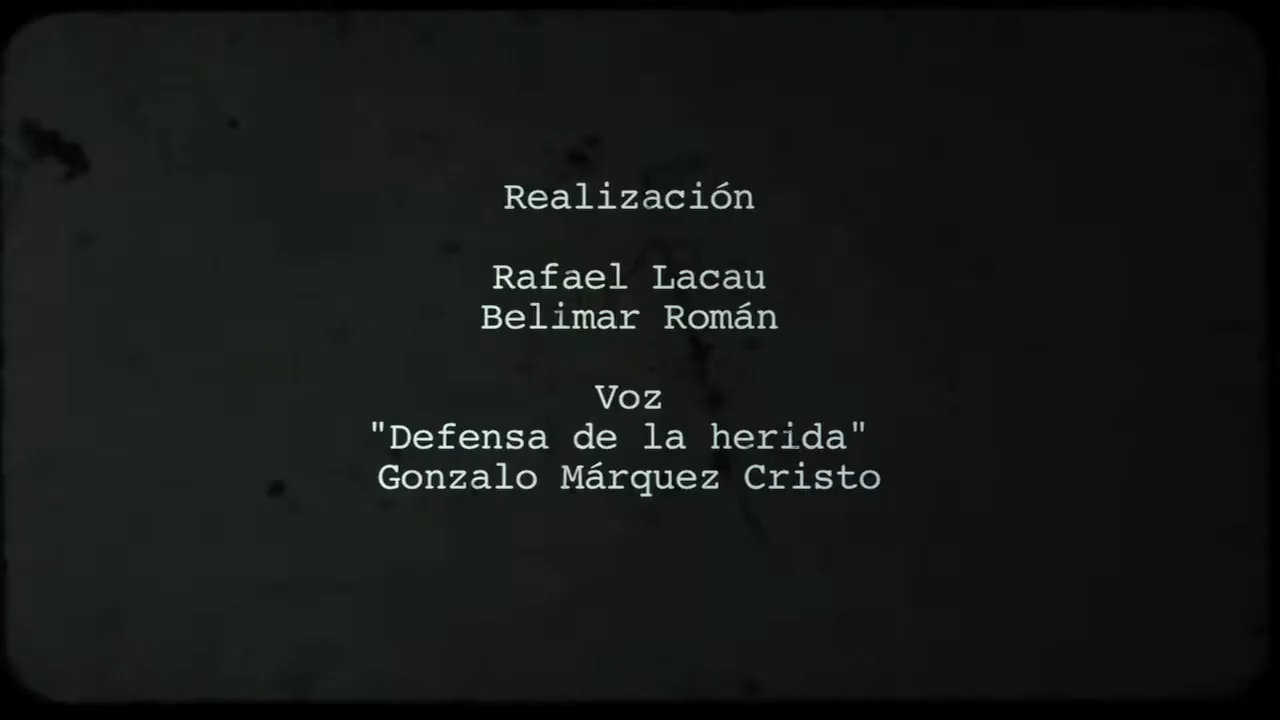 Realización
Rafael Lacau
Belimar Román
Voz
"Defensa de la herida"
Gonzalo Márquez Cristo